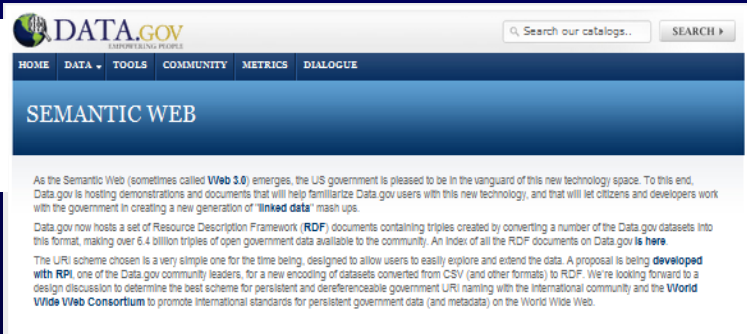 DATA.GOV
EMPOWERING PEOPLE
Search our catalogs..
SEARCH
HOME DATA TOOLS COMMUNITY METRICS DIALOGUE
SEMANTIC WEB
As the Semantic Web (sometimes called Web 3.0) emerges, the US government is pleased to be in the vanguard of this new technology space. To this end,
Data.gov is hosting demonstrations and documents that will help familiarize Data.gov users with this new technology, and that will let citizens and developers work
with the government in creating a new generation of "linked data" mash ups.
Data.gov now hosts a set of Resource Description Framework (RDF) documents containing triples created by converting a number of the Data.gov datasets into
this format, making over 6.4 billion triples of open government data available to the community. An index of all the RDF documents on Data.gov is here.
The URI scheme chosen is a very simple one for the time being, designed to allow users to easily explore and extend the data. A proposal is being developed
with RPI, one of the Data.gov community leaders, for a new encoding of datasets converted from CSV (and other formats) to RDF. We're looking forward to a
design discussion to determine the best scheme for persistent and dereferenceable government URI naming with the international community and the World
Wide Web Consortium to promote international standards for persistent government data (and metadata) on the World Wide Web.